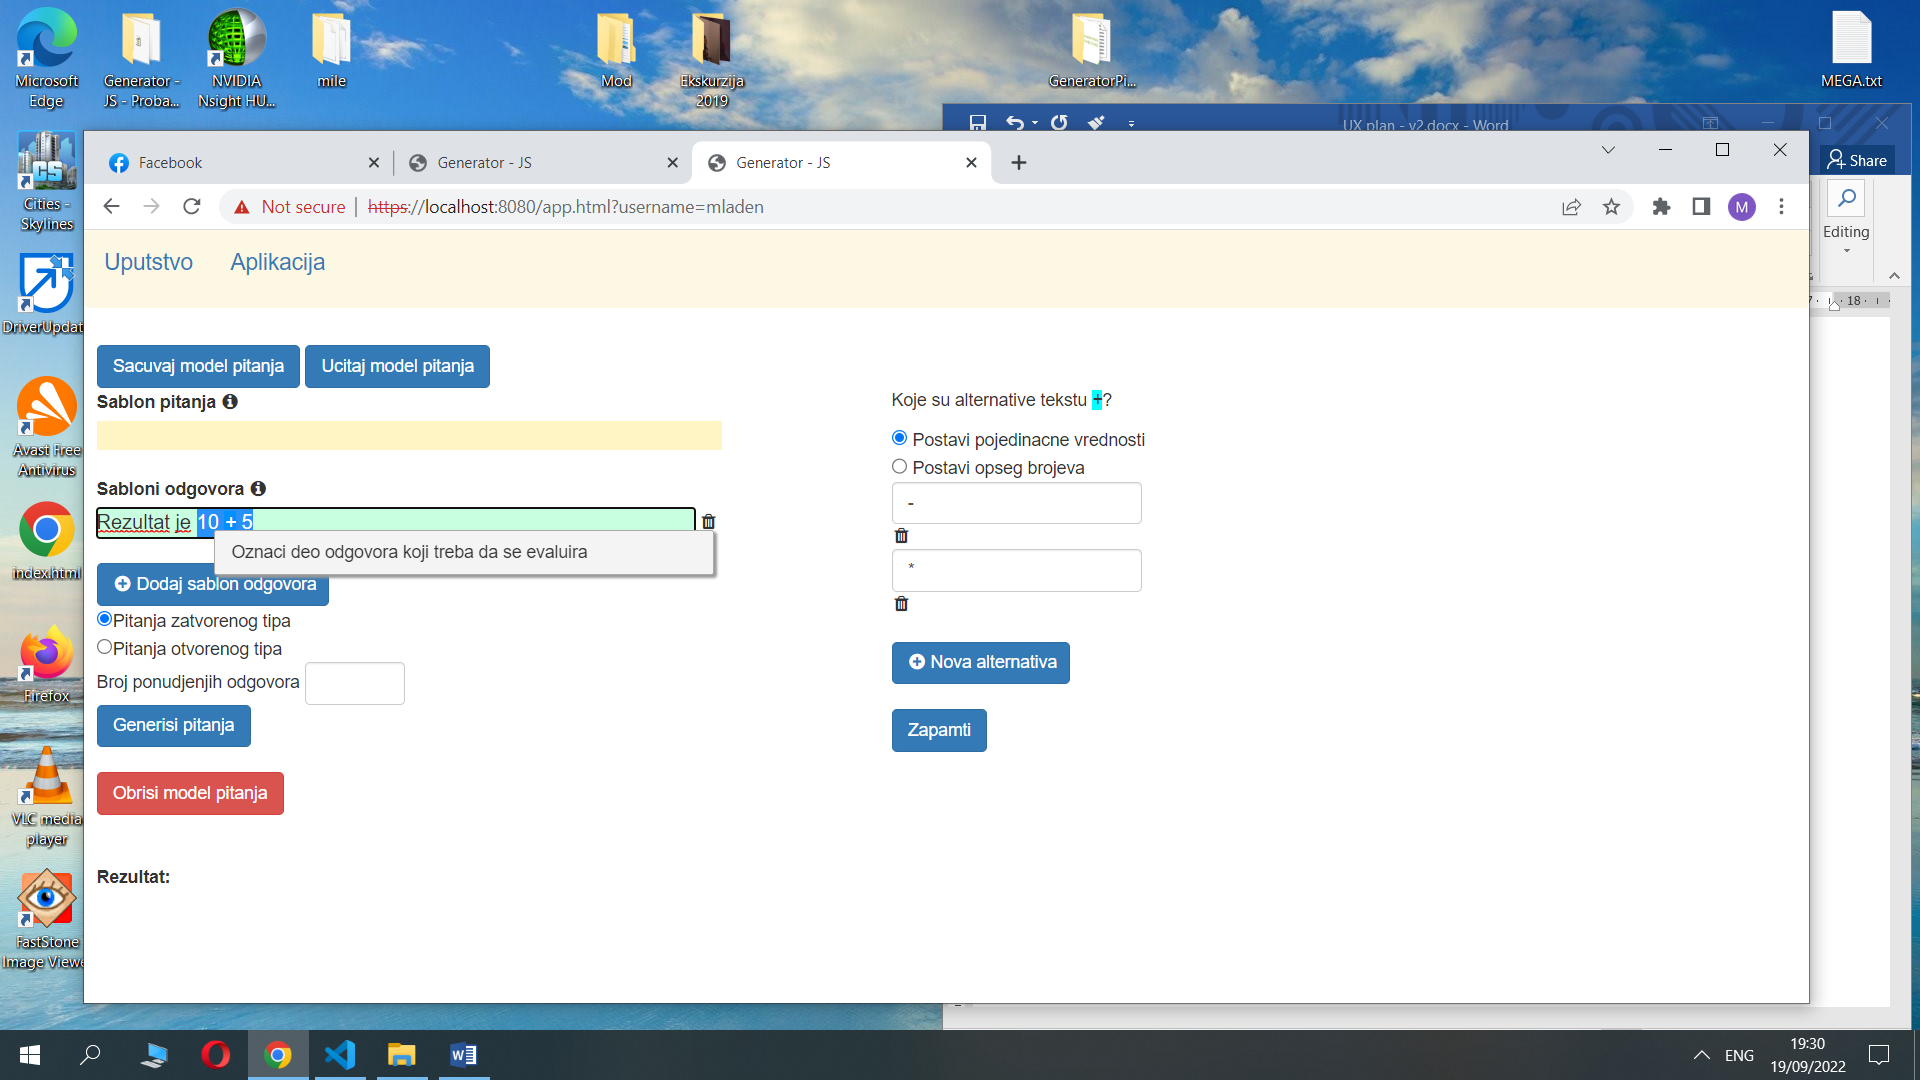 Microsoft Edge
Generator - JS - Proba...
NVIDIA Nsight HU...
mile
Mod
Ekskurzija 2019
GeneratorPi...
MEGA.txt
UX plan - v2.docx - Word
Share
Editing
18
Facebook
Generator - JS
Generator - JS
Not secure
https://localhost:8080/app.html?username=mladen
M
Cities - Skylines
DriverUpdat
Avast Free Antivirus
index.html
Firefox
VLC media player
FastStone Image Viewe
Uputstvo
Aplikacija
Sacuvaj model pitanja
Ucitaj model pitanja
Sablon pitanja
Sabloni odgovora
Rezultat je 10 + 5
Oznaci deo odgovora koji treba da se evaluira
Dodaj sablon odgovora
Pitanja zatvorenog tipa
Pitanja otvorenog tipa
Broj ponudjenjih odgovora
Generisi pitanja
Obrisi model pitanja
Rezultat:
Koje su alternative tekstu +?
Postavi pojedinacne vrednosti
Postavi opseg brojeva
-
*
Nova alternativa
Zapamti
ENG
19:30
19/09/2022